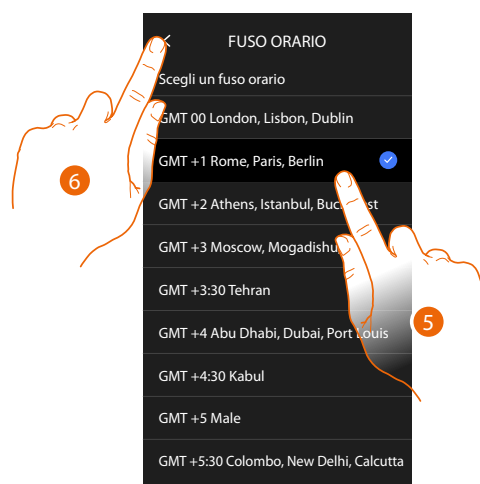 FUSO ORARIO
Scegli un fuso orario
GMT 00 London, Lisbon, Dublin
GMT +1 Rome, Paris, Berlin
6
GMT +2 Athens, Istanbul, Buc st
GMT +3 Moscow, Mogadishu
GMT +3:30 Tehran
5
GMT +4 Abu Dhabi, Dubai, Port Louis
GMT +4:30 Kabul
GMT +5 Male
GMT +5:30 Colombo, New Delhi, Calcutta